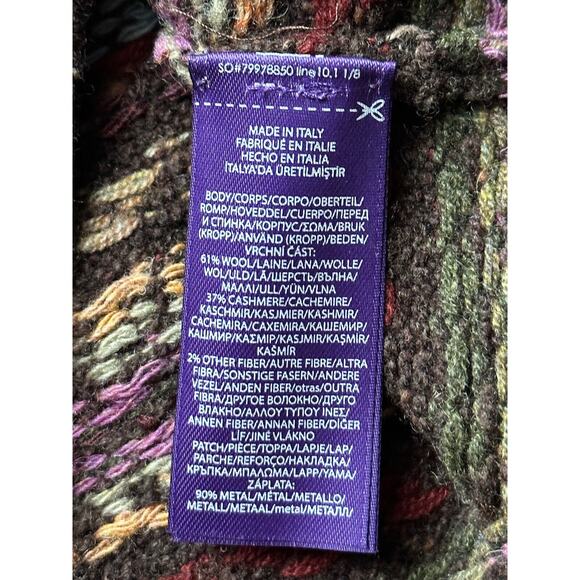 SO#79978850 line10.1 1/8
MADE IN ITALY
FABRIQUÉ EN ITALIE
HECHO EN ITALIA
İTALYA'DA ÜRETİLMİŞTİR
BODY/CORPS/CORPO/OBERTEIL/
ROMP/HOVEDDEL/CUERPO/ПЕРЕД
И СПИНКА/КОРПУС/ΣΩΜΑ/BRUK
(KROPP)/ANVÄND (KROPP)/BEDEN/
VRCHNÍ ČÁST:
61% WOOL/LAINE/LANA/WOLLE/
WOL/ULD/LÃ/ШЕРСТЬ/ВЪЛНА/
ΜΑΛΛΙ/ULL/YÜN/VLNA
37% CASHMERE/CACHEMIRE/
KASCHMIR/KASJMIER/KASHMIR/
CACHEMIRA/CAXEMIRA/КАШЕМИР/
КАШМИР/ΚΑΣΜΙΡ/KASJMIR/KAŞMİR/
KAŠMÍR
2% OTHER FIBER/AUTRE FIBRE/ALTRA
FIBRA/SONSTIGE FASERN/ANDERE
VEZEL/ANDEN FIBER/otras/OUTRA
FIBRA/ДРУГОЕ ВОЛОКНО/ДРУГО
ВЛАКНО/ΑΛΛΟΥ ΤΥΠΟΥ ΙΝΕΣ/
ANNEN FIBER/ANNAN FIBER/DİĞER
LİF/JINÉ VLÁKNO
PATCH/PIÈCE/TOPPA/LAPJE/LAP/
PARCHE/REFORÇO/НАКЛАДКА/
КРЪПКА/ΜΠΑΛΩΜΑ/LAPP/YAMA/
ZÁPLATA:
90% METAL/MÉTAL/METALLO/
METALL/METAAL/metal/МЕТАЛЛ/